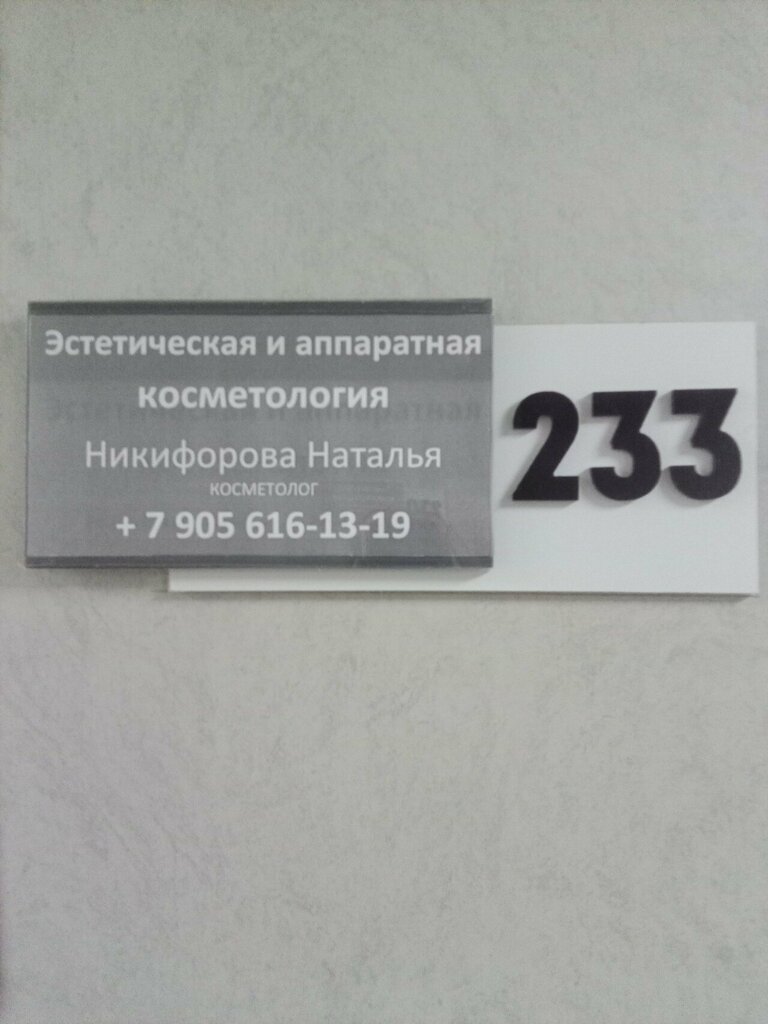 Эстетическая и аппаратная
косметология
Никифорова Наталья
КОСМЕТОЛОГ
+ 7 905 616-13-19
233